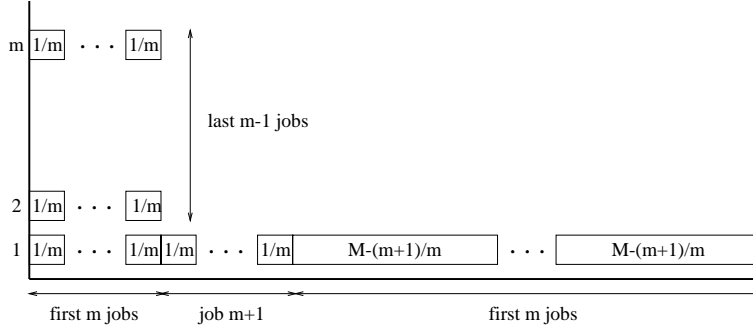 m 1/m · · · 1/m
last m-1 jobs
2 1/m · · · 1/m
1 1/m · · · 1/m 1/m · · · 1/m M-(m+1)/m · · · M-(m+1)/m
first m jobs job m+1 first m jobs